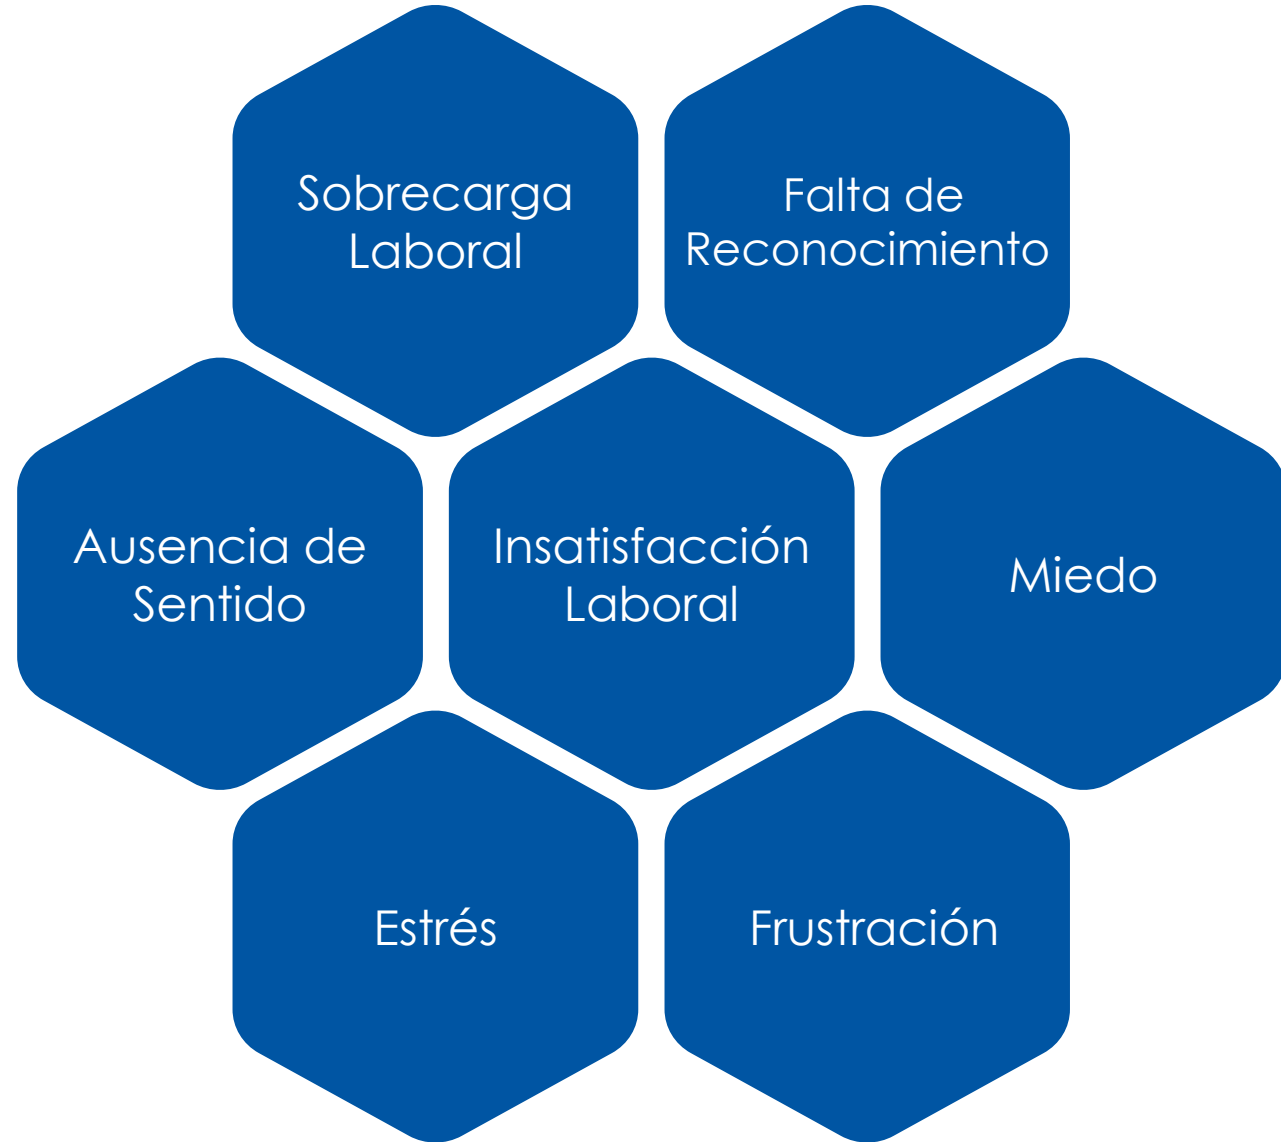 Sobrecarga
Laboral
Falta de
Reconocimiento
Ausencia de
Sentido
Insatisfacción
Laboral
Miedo
Estrés
Frustración